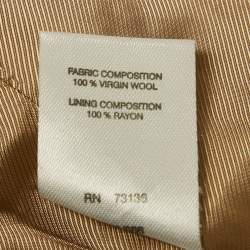 FABRIC COMPOSITION
100 % VIRGIN WOOL
LINING COMPOSITION
100 % RAYON
RN 73136